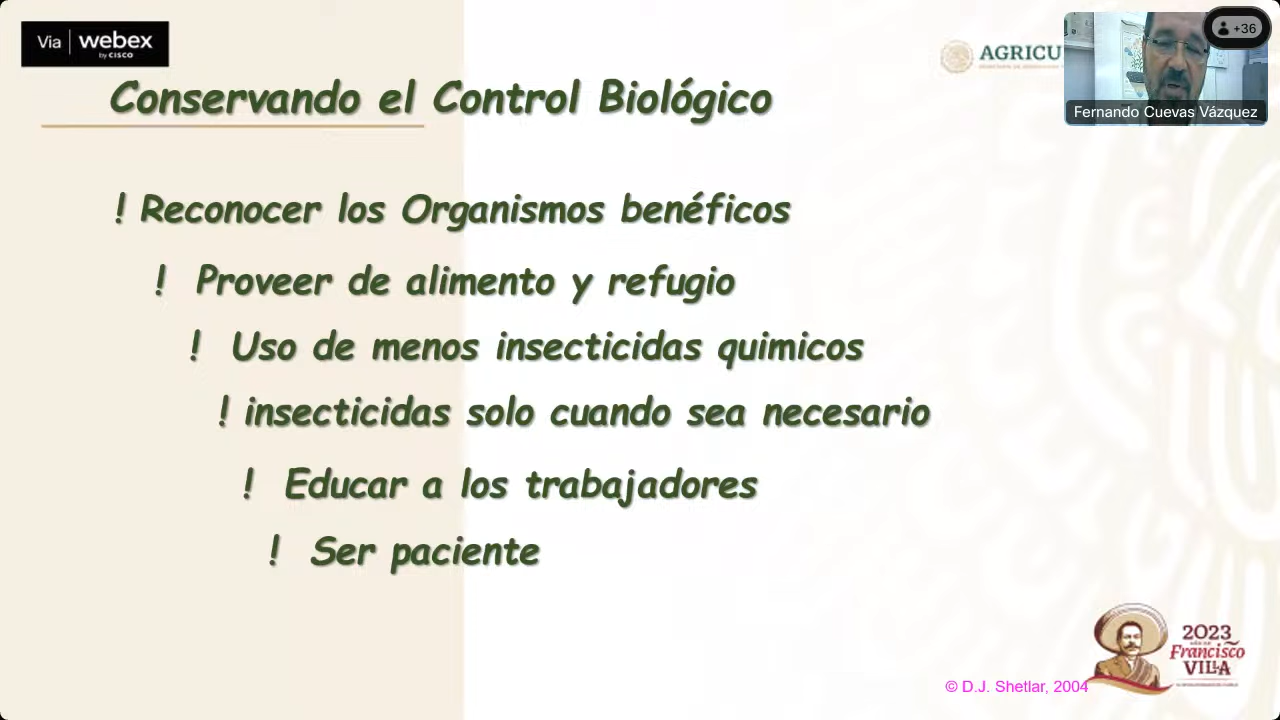 Via webex
by CISCO
AGRICU
+36
Fernando Cuevas Vázquez
Conservando el Control Biológico
! Reconocer los Organismos benéficos
! Proveer de alimento y refugio
! Uso de menos insecticidas quimicos
! insecticidas solo cuando sea necesario
! Educar a los trabajadores
! Ser paciente
2023
Francisco
VILLA
© D.J. Shetlar, 2004